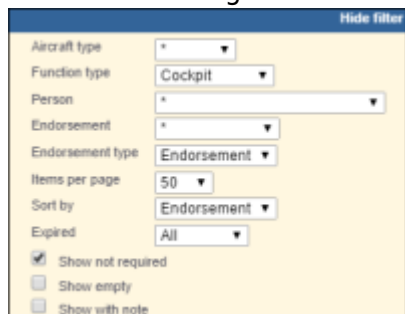 Hide filter
Aircraft type * ▼
Function type Cockpit ▼
Person * ▼
Endorsement * ▼
Endorsement type Endorsement ▼
Items per page 50 ▼
Sort by Endorsement ▼
Expired All ▼
Show not required
Show empty
Show with note